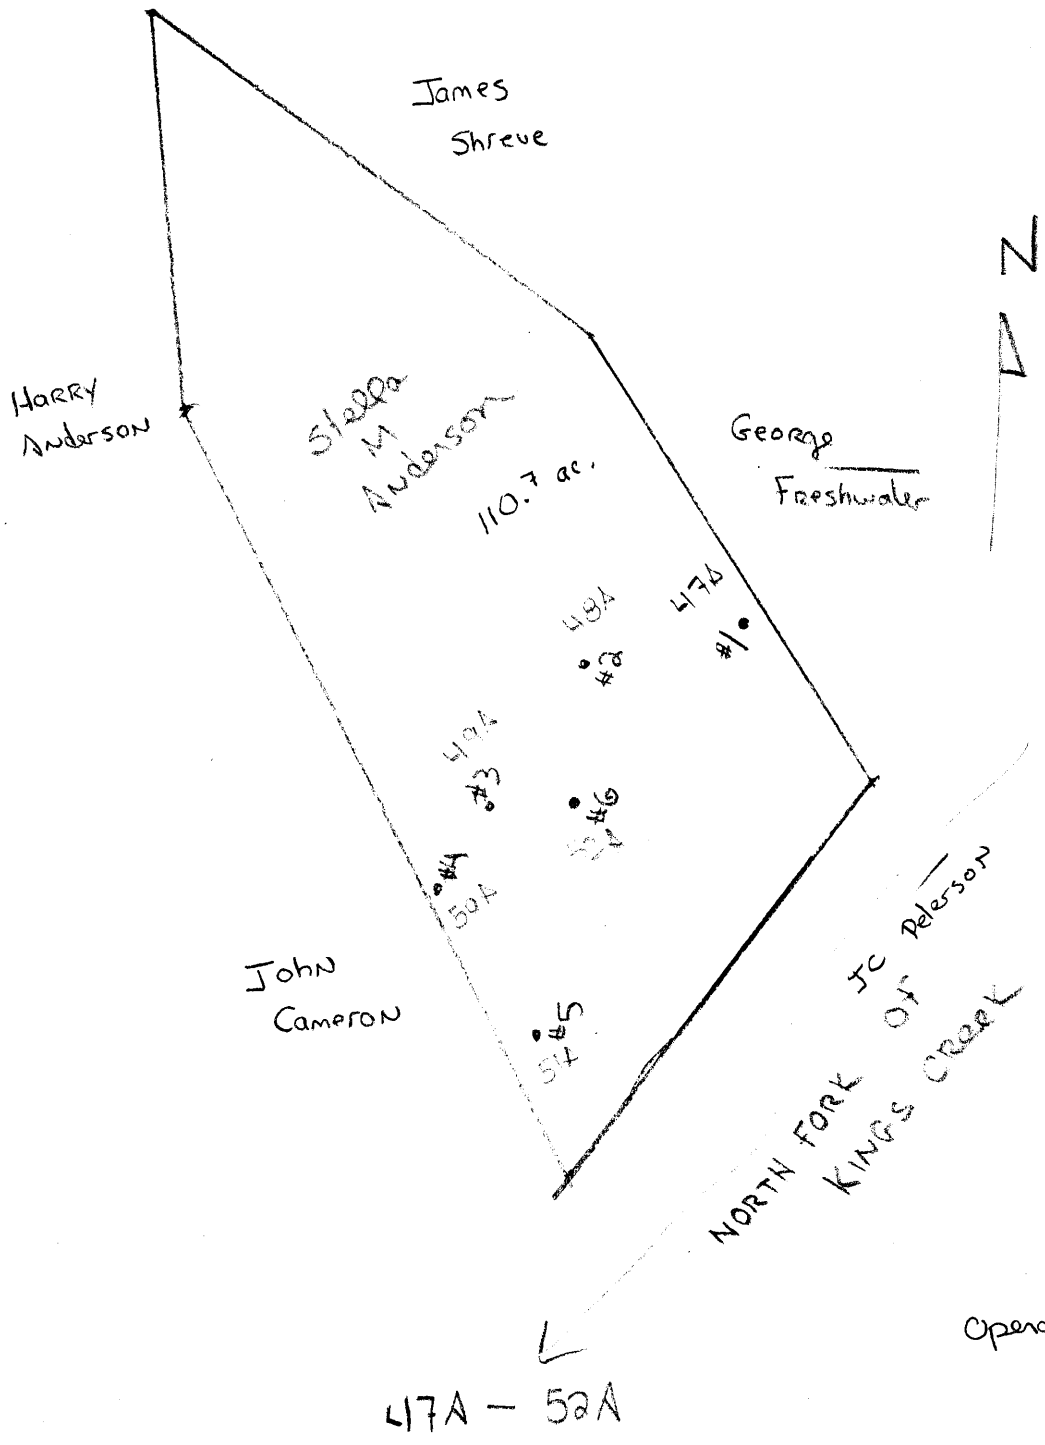 James
Shreve
N
HARRY
ANderson
Stella
M
ANderson
110.7 ac.
George
Freshwater
47A
#1
48A
#2
49A
#3
#6
52A
#4
50A
John
Cameron
#5
JC Peterson
NORTH FORK OF
KINGS CREEK
47A - 52A